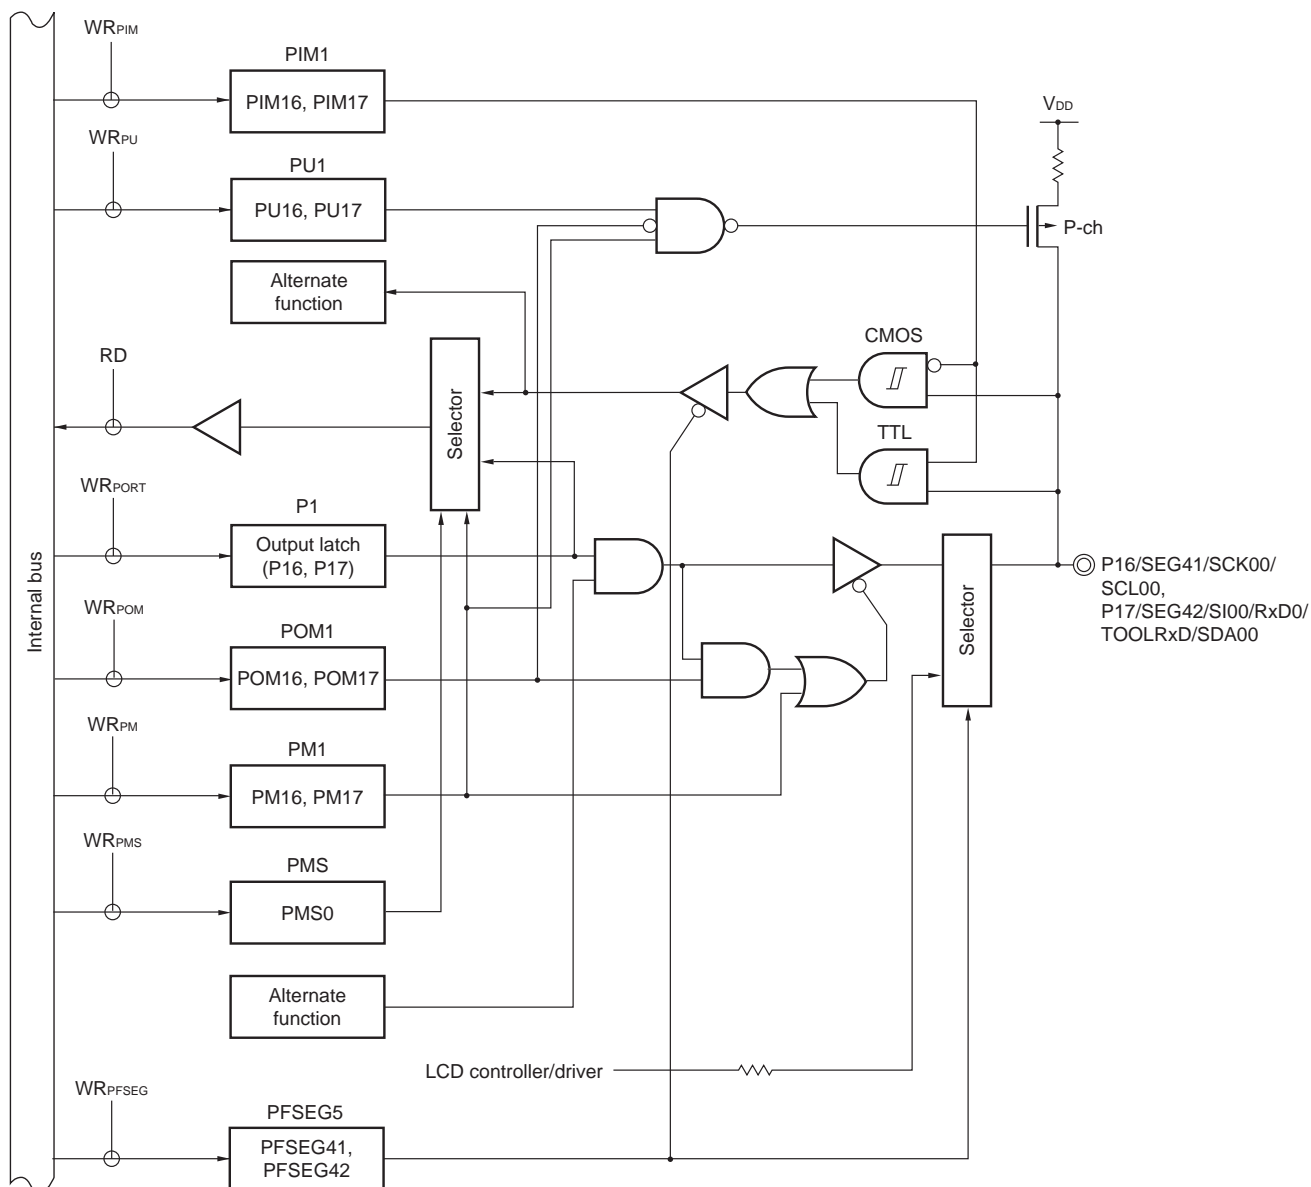 WRPIM
PIM1
PIM16, PIM17
VDD
WRPU
PU1
PU16, PU17
P-ch
Alternate
function
CMOS
RD
Selector
TTL
WRPORT
P1
Output latch
(P16, P17)
Internal bus
P16/SEG41/SCK00/
SCL00,
P17/SEG42/SI00/RxD0/
TOOLRxD/SDA00
Selector
WRPOM
POM1
POM16, POM17
WRPM
PM1
PM16, PM17
WRPMS
PMS
PMS0
Alternate
function
LCD controller/driver
WRPFSEG
PFSEG5
PFSEG41,
PFSEG42